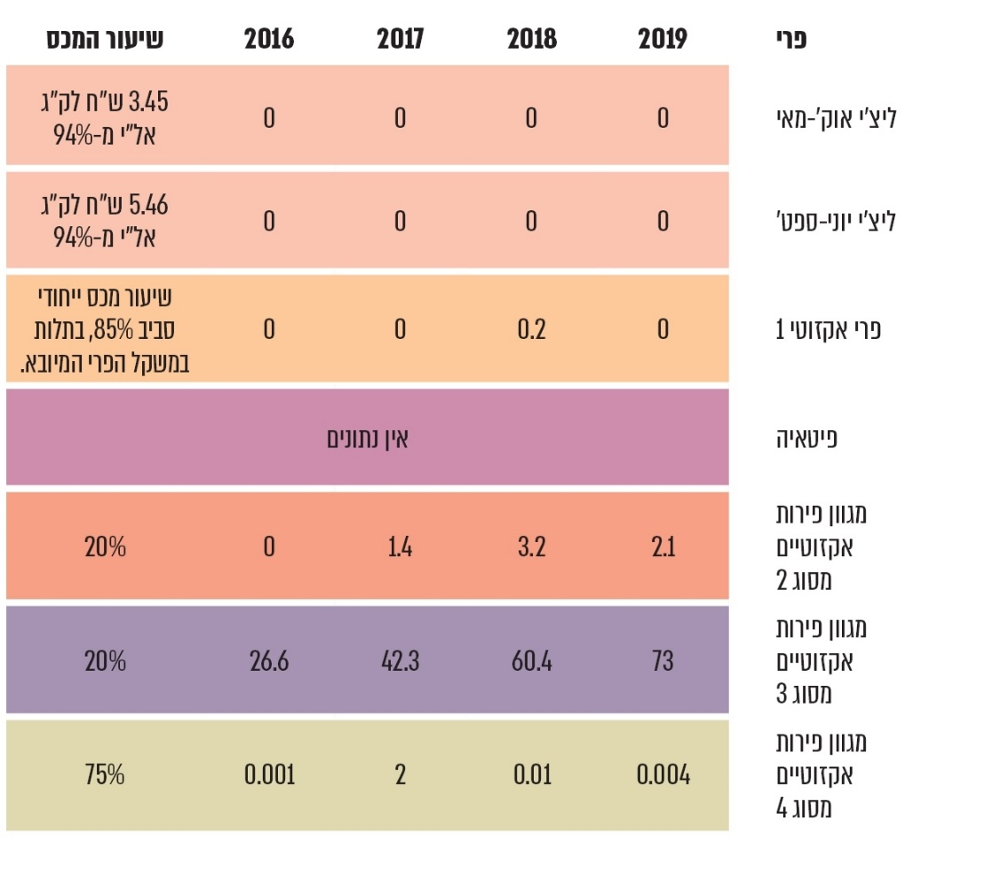 פרי 2019 2018 2017 2016 שיעור המכס
ליצ'י אוק'-מאי 0 0 0 0 3.45 ש"ח לק"ג
אל"י מ-94%
ליצ'י יוני-ספט' 0 0 0 0 5.46 ש"ח לק"ג
אל"י מ-94%
פרי אקזוטי 1 0 0.2 0 0 שיעור מכס ייחודי
סביב 85%, בתלות
במשקל הפרי המיובא.
פיטאיה אין נתונים
מגוון פירות
אקזוטיים
מסוג 2 2.1 3.2 1.4 0 20%
מגוון פירות
אקזוטיים
מסוג 3 73 60.4 42.3 26.6 20%
מגוון פירות
אקזוטיים
מסוג 4 0.004 0.01 2 0.001 75%